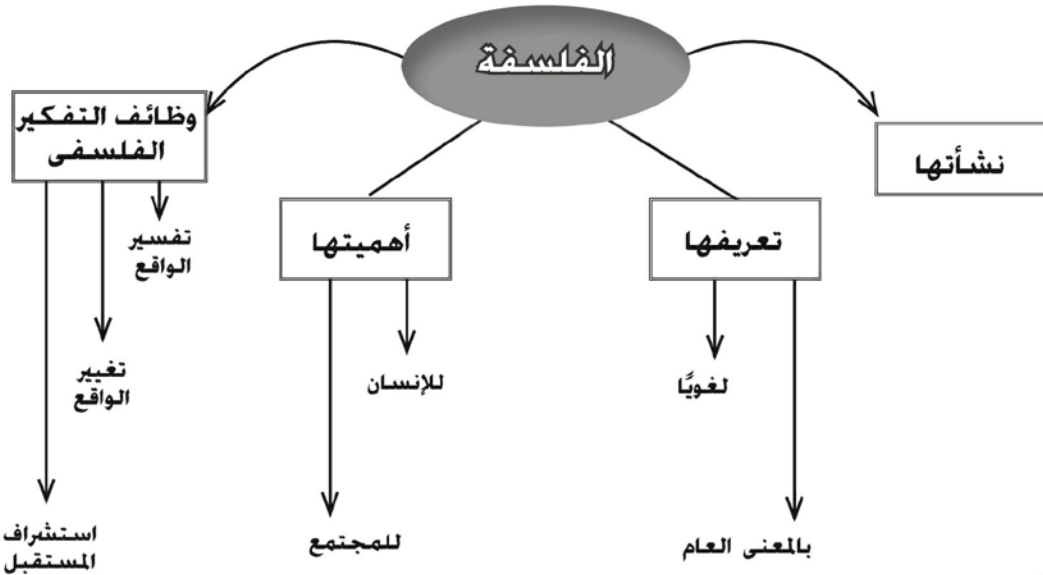 الفلسفة
نشأتها
تعريفها
لغويًا
بالمعنى العام
أهميتها
للإنسان
للمجتمع
وظائف التفكير
الفلسفى
تفسير
الواقع
تغيير
الواقع
استشراف
المستقبل